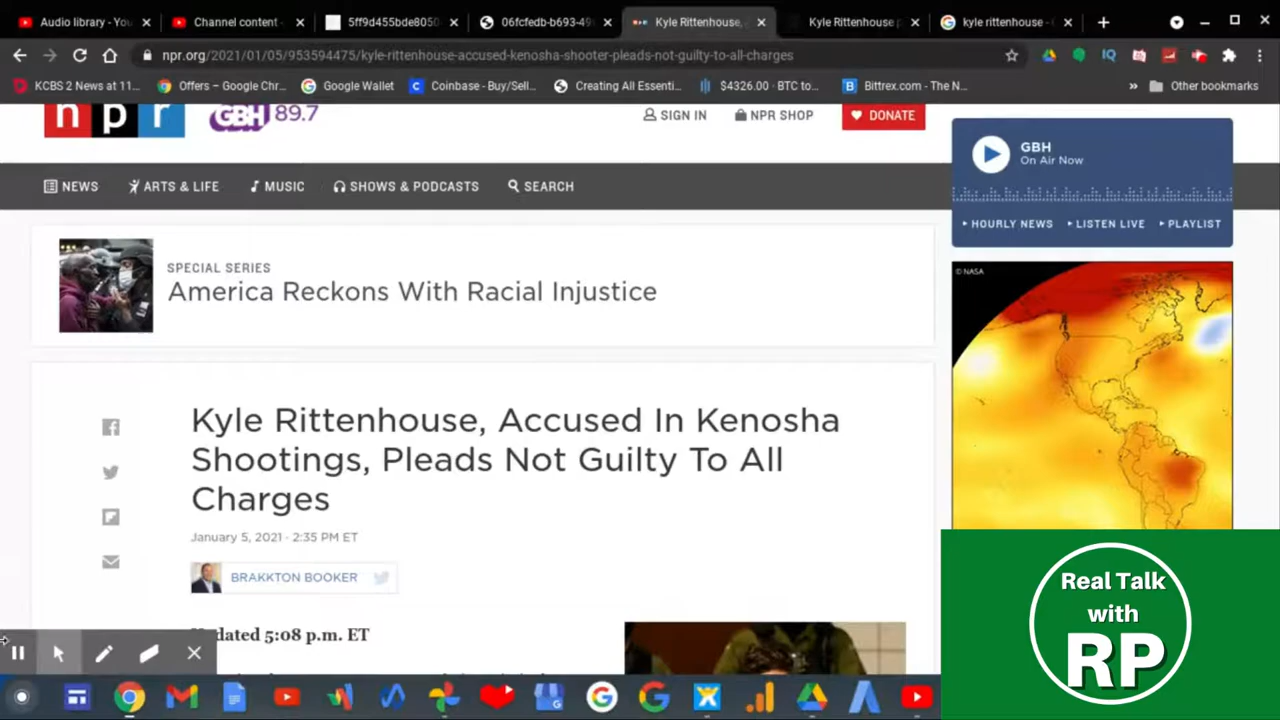 Audio library - You
Channel content -
5ff9d455bde8050
06fcfedb-b693-49
Kyle Rittenhouse,
Kyle Rittenhouse p
kyle rittenhouse -
npr.org/2021/01/05/953594475/kyle-rittenhouse-accused-kenosha-shooter-pleads-not-guilty-to-all-charges
KCBS 2 News at 11...
Offers – Google Chr...
Google Wallet
Coinbase - Buy/Sell...
Creating All Essenti...
$4326.00 · BTC to...
Bittrex.com - The N...
»
Other bookmarks
npr
GBH 89.7
SIGN IN
NPR SHOP
DONATE
GBH
On Air Now
HOURLY NEWS
LISTEN LIVE
PLAYLIST
NEWS
ARTS & LIFE
MUSIC
SHOWS & PODCASTS
SEARCH
SPECIAL SERIES
America Reckons With Racial Injustice
© NASA
Kyle Rittenhouse, Accused In Kenosha
Shootings, Pleads Not Guilty To All
Charges
January 5, 2021 · 2:35 PM ET
BRAKKTON BOOKER
dated 5:08 p.m. ET
Real Talk
with
RP